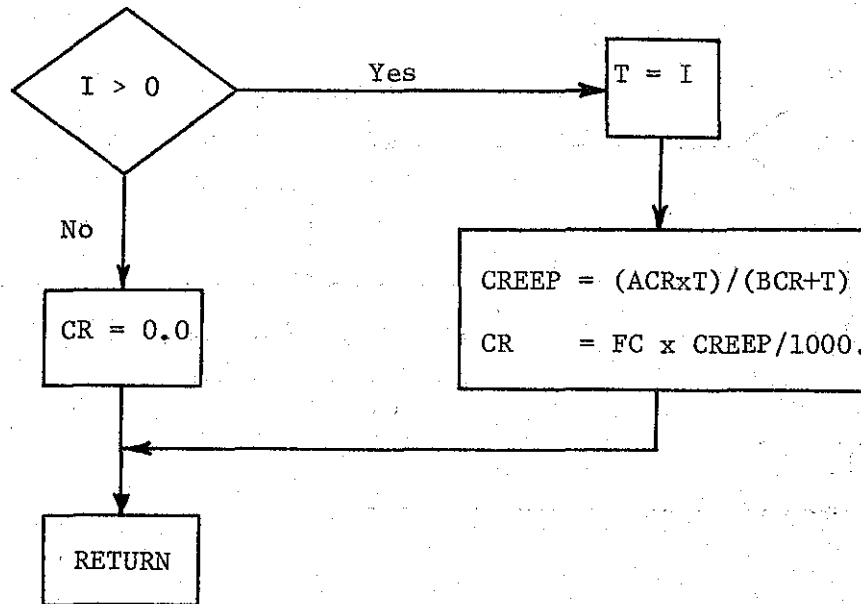 I > 0
Yes
T = I
No
CREEP = (ACRxT)/(BCR+T)
CR = FC x CREEP/1000.
CR = 0.0
RETURN